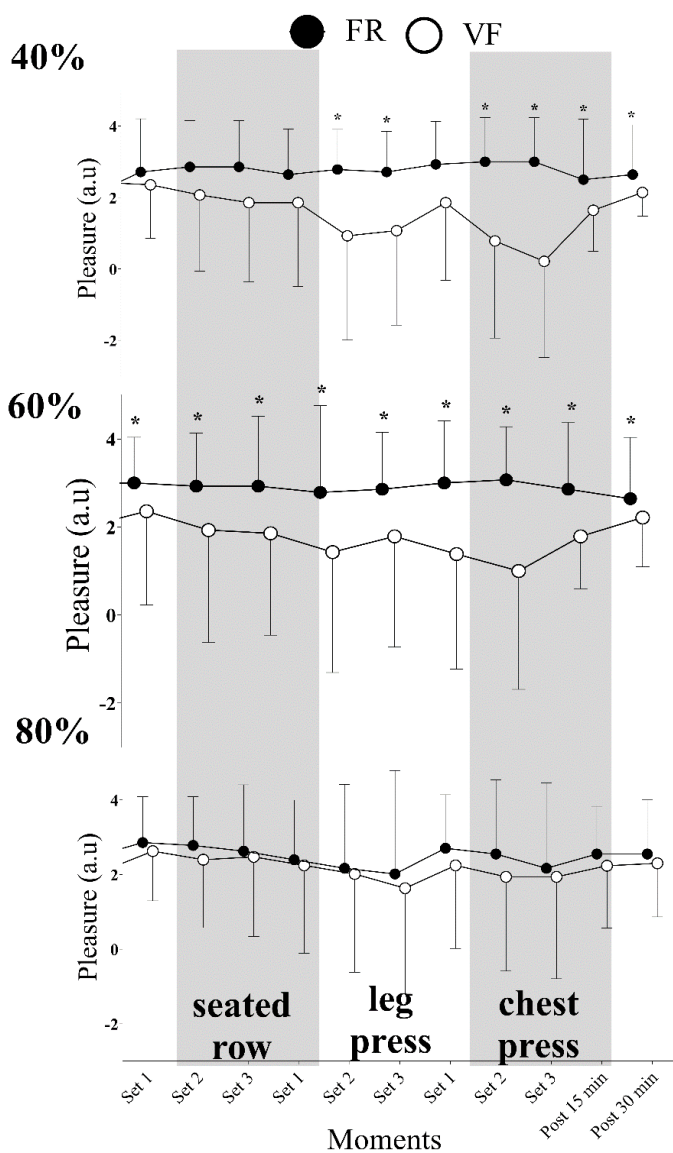 FR VF
40%
* * * * * *
4
2
0
-2
Pleasure (a.u)
60%
* * * * * * * * *
4
2
0
-2
Pleasure (a.u)
80%
4
2
0
-2
Pleasure (a.u)
seated
row
leg
press
chest
press
Set 1 Set 2 Set 3 Set 1 Set 2 Set 3 Set 1 Set 2 Set 3 Post 15 min Post 30 min
Moments